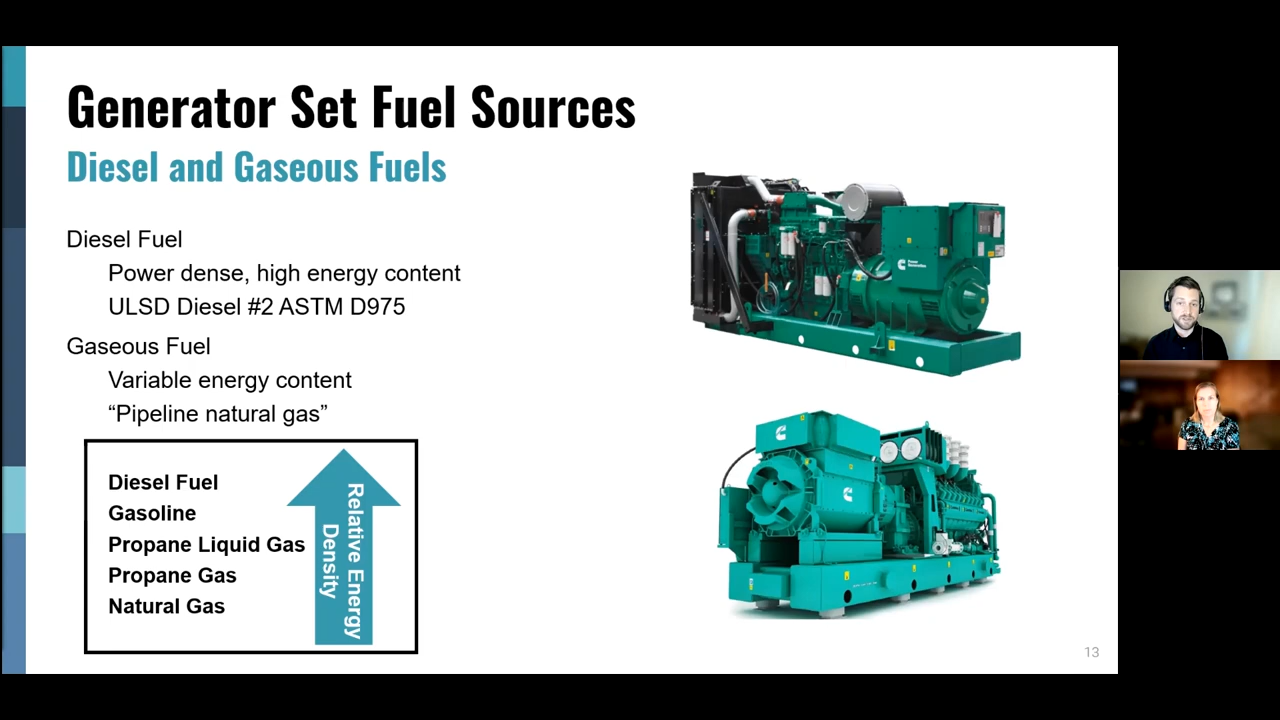 Generator Set Fuel Sources
Diesel and Gaseous Fuels
Diesel Fuel
Power dense, high energy content
ULSD Diesel #2 ASTM D975
Gaseous Fuel
Variable energy content
“Pipeline natural gas”
Diesel Fuel
Gasoline
Propane Liquid Gas
Propane Gas
Natural Gas
Relative Energy
Density
13